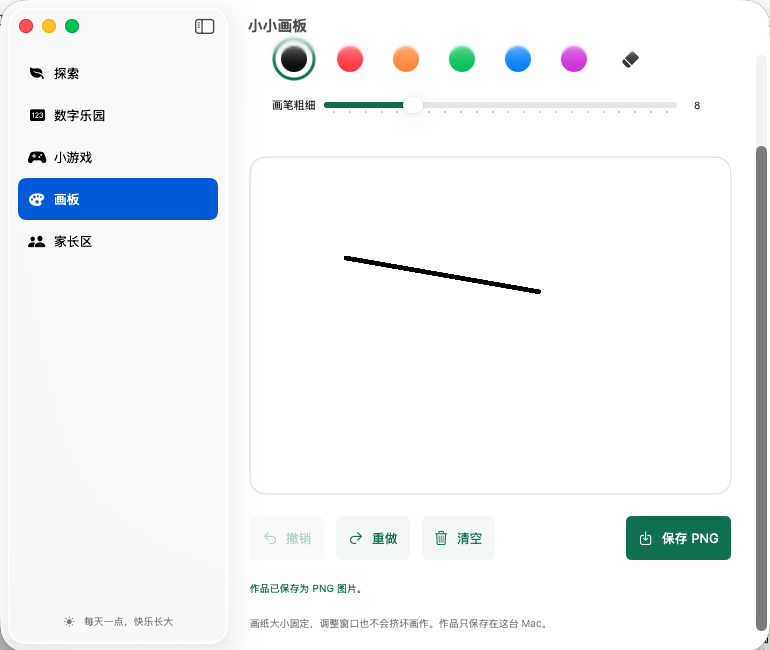 小小画板
探索
123
数字乐园
小游戏
画板
家长区
画笔粗细
8
撤销
重做
清空
保存 PNG
作品已保存为 PNG 图片。
画纸大小固定，调整窗口也不会挤坏画作。作品只保存在这台 Mac。
每天一点，快乐长大